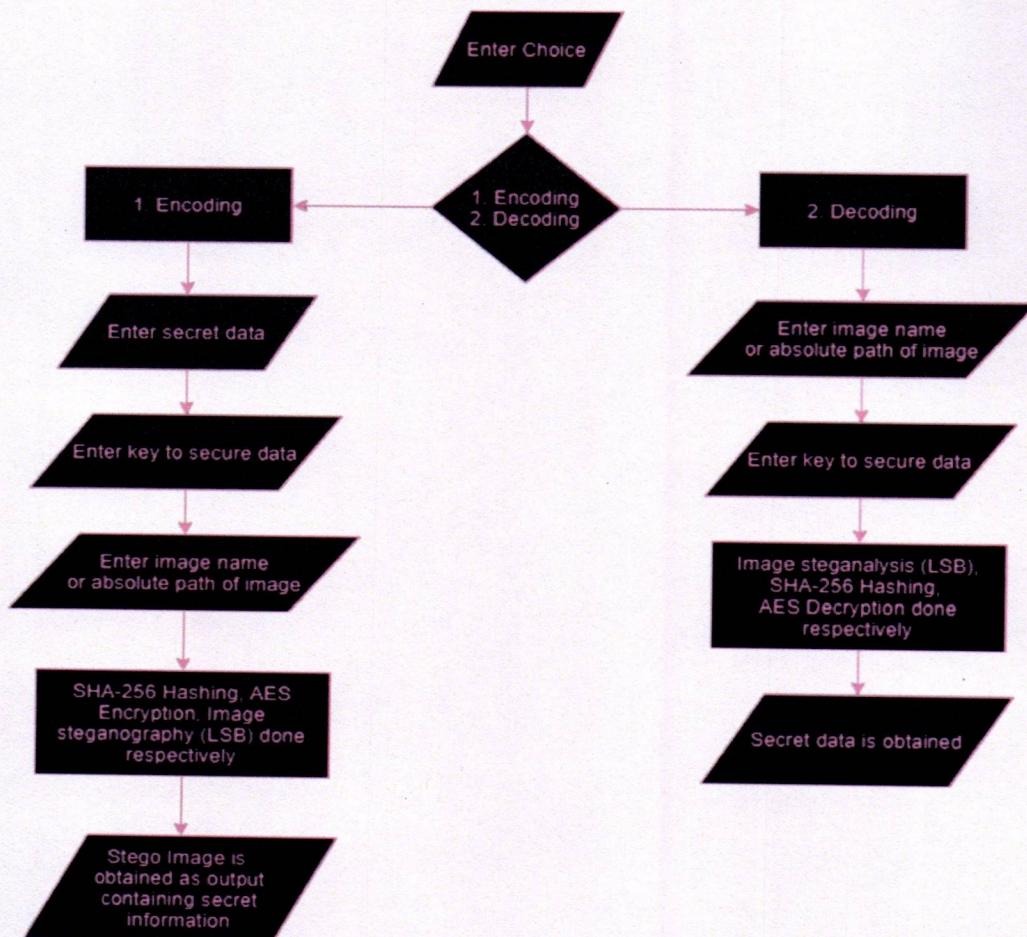 Enter Choice
1. Encoding
2. Decoding
1. Encoding
Enter secret data
Enter key to secure data
Enter image name
or absolute path of image
SHA-256 Hashing, AES
Encryption, Image
steganography (LSB) done
respectively
Stego Image is
obtained as output
containing secret
information
2. Decoding
Enter image name
or absolute path of image
Enter key to secure data
Image steganalysis (LSB),
SHA-256 Hashing,
AES Decryption done
respectively
Secret data is obtained